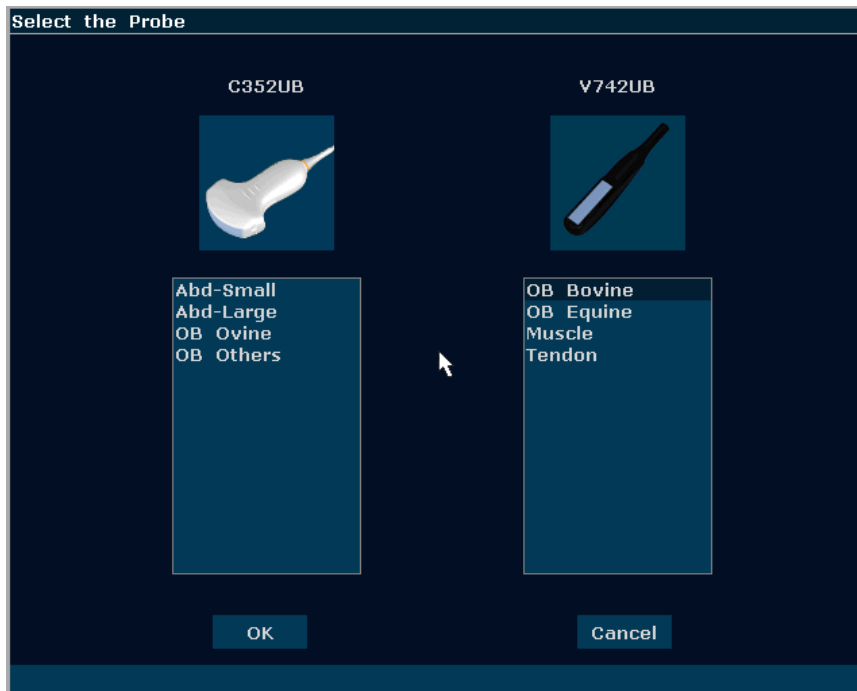 Select the Probe
C352UB
V742UB
Abd-Small
Abd-Large
OB Ovine
OB Others
OB Bovine
OB Equine
Muscle
Tendon
OK
Cancel